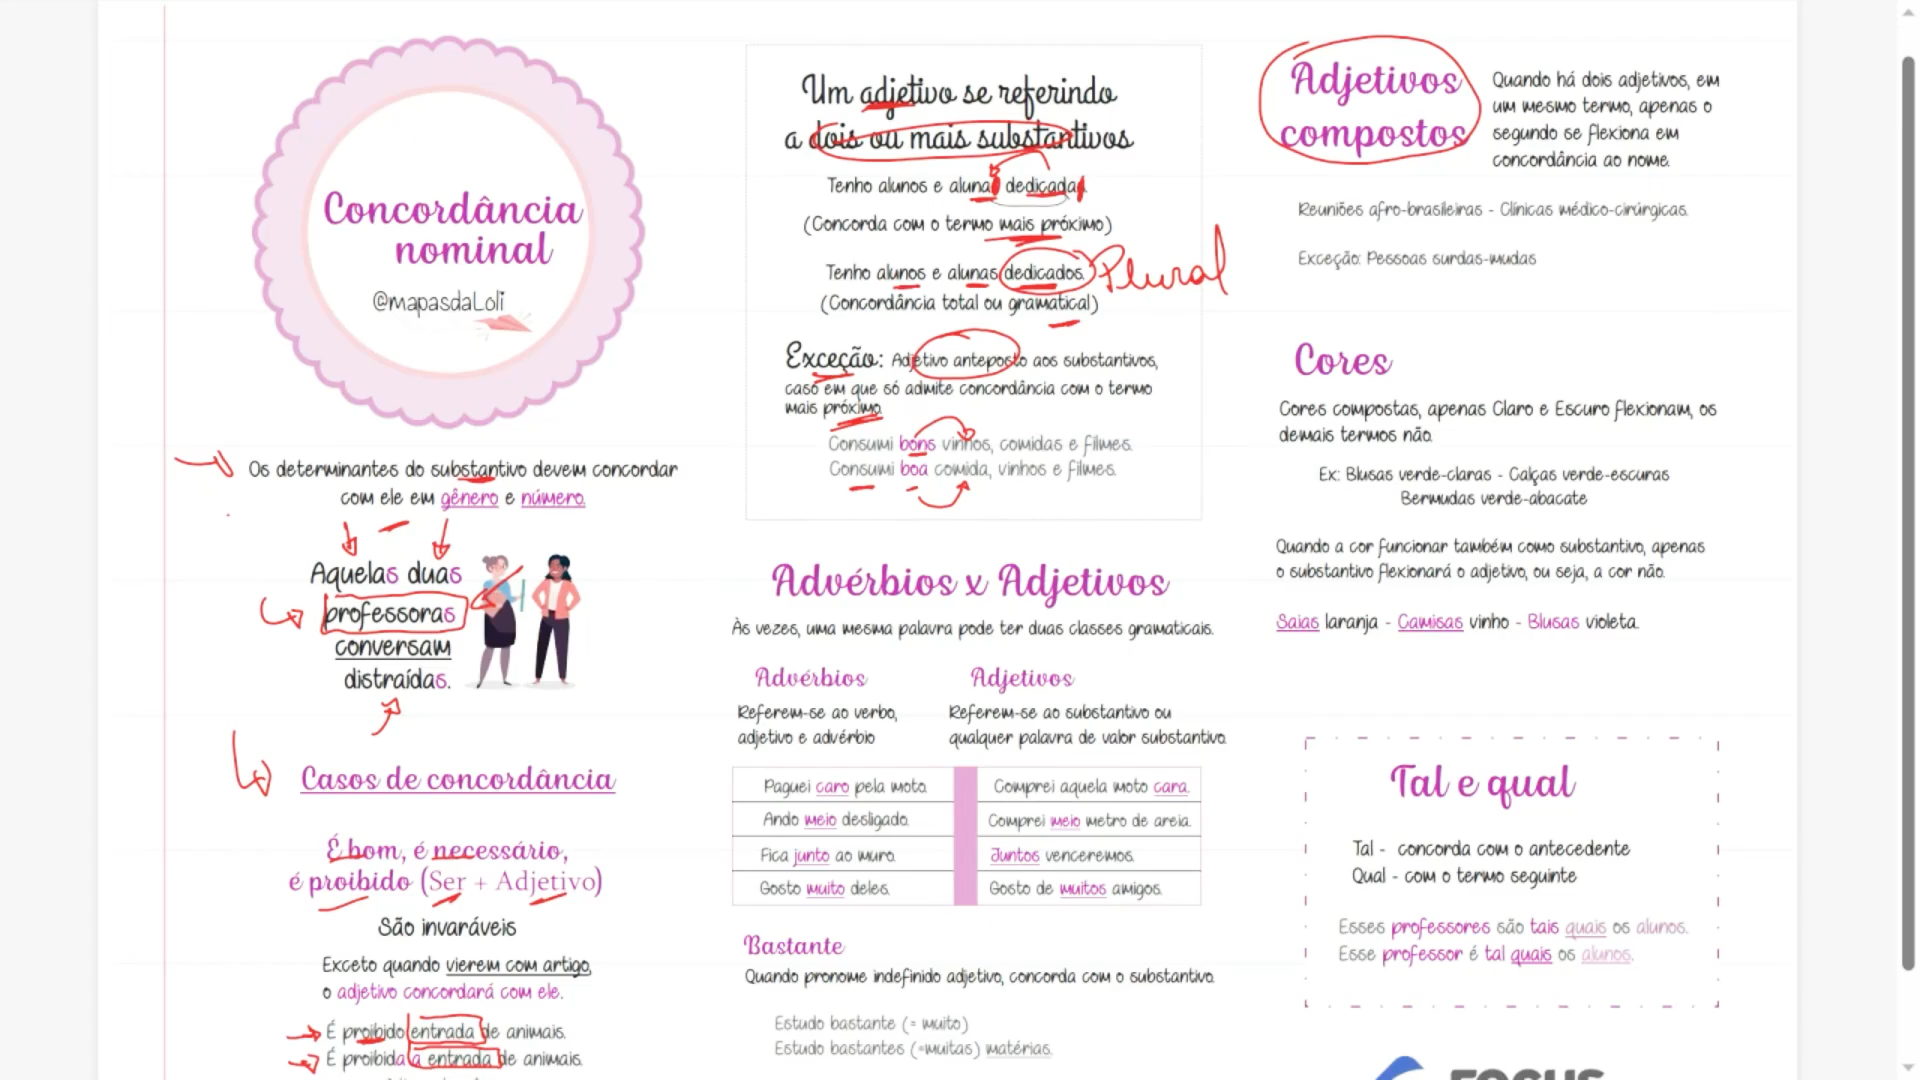 Concordância
nominal
@mapasdaLoli
Os determinantes do substantivo devem concordar
com ele em gênero e número.
Aquelas duas
professoras
conversam
distraídas.
Casos de concordância
É bom, é necessário,
é proibido (Ser + Adjetivo)
São invaráveis
Exceto quando vierem com artigo,
o adjetivo concordará com ele.
É proibido entrada de animais.
É proibida a entrada de animais.
Um adjetivo se referindo
a dois ou mais substantivos
Tenho alunos e alunas dedicadas.
(Concorda com o termo mais próximo)
Tenho alunos e alunas dedicados.
Plural
(Concordância total ou gramatical)
Exceção: Adjetivo anteposto aos substantivos,
caso em que só admite concordância com o termo
mais próximo.
Consumi bons vinhos, comidas e filmes.
Consumi boa comida, vinhos e filmes.
Advérbios x Adjetivos
Às vezes, uma mesma palavra pode ter duas classes gramaticais.
Advérbios
Referem-se ao verbo,
adjetivo e advérbio
Adjetivos
Referem-se ao substantivo ou
qualquer palavra de valor substantivo.
Paguei caro pela moto.
Comprei aquela moto cara.
Ando meio desligado.
Comprei meio metro de areia.
Fica junto ao muro.
Juntos venceremos.
Gosto muito deles.
Gosto de muitos amigos.
Bastante
Quando pronome indefinido adjetivo, concorda com o substantivo.
Estudo bastante (= muito)
Estudo bastantes (=muitas) matérias.
Adjetivos
compostos
Quando há dois adjetivos, em
um mesmo termo, apenas o
segundo se flexiona em
concordância ao nome.
Reuniões afro-brasileiras - Clínicas médico-cirúrgicas.
Exceção: Pessoas surdas-mudas
Cores
Cores compostas, apenas Claro e Escuro flexionam, os
demais termos não.
Ex: Blusas verde-claras - Calças verde-escuras
Bermudas verde-abacate
Quando a cor funcionar também como substantivo, apenas
o substantivo flexionará o adjetivo, ou seja, a cor não.
Saias laranja - Camisas vinho - Blusas violeta.
Tal e qual
Tal - concorda com o antecedente
Qual - com o termo seguinte
Esses professores são tais quais os alunos.
Esse professor é tal quais os alunos.
FOCUS